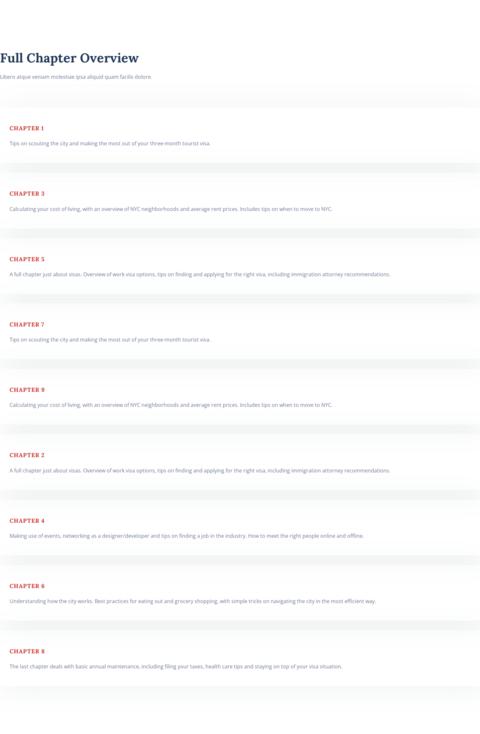 Full Chapter Overview
Libero atque veniam molestiae ipsa aliquid quam facilis dolore.
CHAPTER 1
Tips on scouting the city and making the most out of your three-month tourist visa.
CHAPTER 3
Calculating your cost of living, with an overview of NYC neighborhoods and average rent prices. Includes tips on when to move to NYC.
CHAPTER 5
A full chapter just about visas. Overview of work visa options, tips on finding and applying for the right visa, including immigration attorney recommendations.
CHAPTER 7
Tips on scouting the city and making the most out of your three-month tourist visa.
CHAPTER 9
Calculating your cost of living, with an overview of NYC neighborhoods and average rent prices. Includes tips on when to move to NYC.
CHAPTER 2
A full chapter just about visas. Overview of work visa options, tips on finding and applying for the right visa, including immigration attorney recommendations.
CHAPTER 4
Making use of events, networking as a designer/developer and tips on finding a job in the industry. How to meet the right people online and offline.
CHAPTER 6
Understanding how the city works. Best practices for eating out and grocery shopping, with simple tricks on navigating the city in the most efficient way.
CHAPTER 8
The last chapter deals with basic annual maintenance, including filing your taxes, health care tips and staying on top of your visa situation.